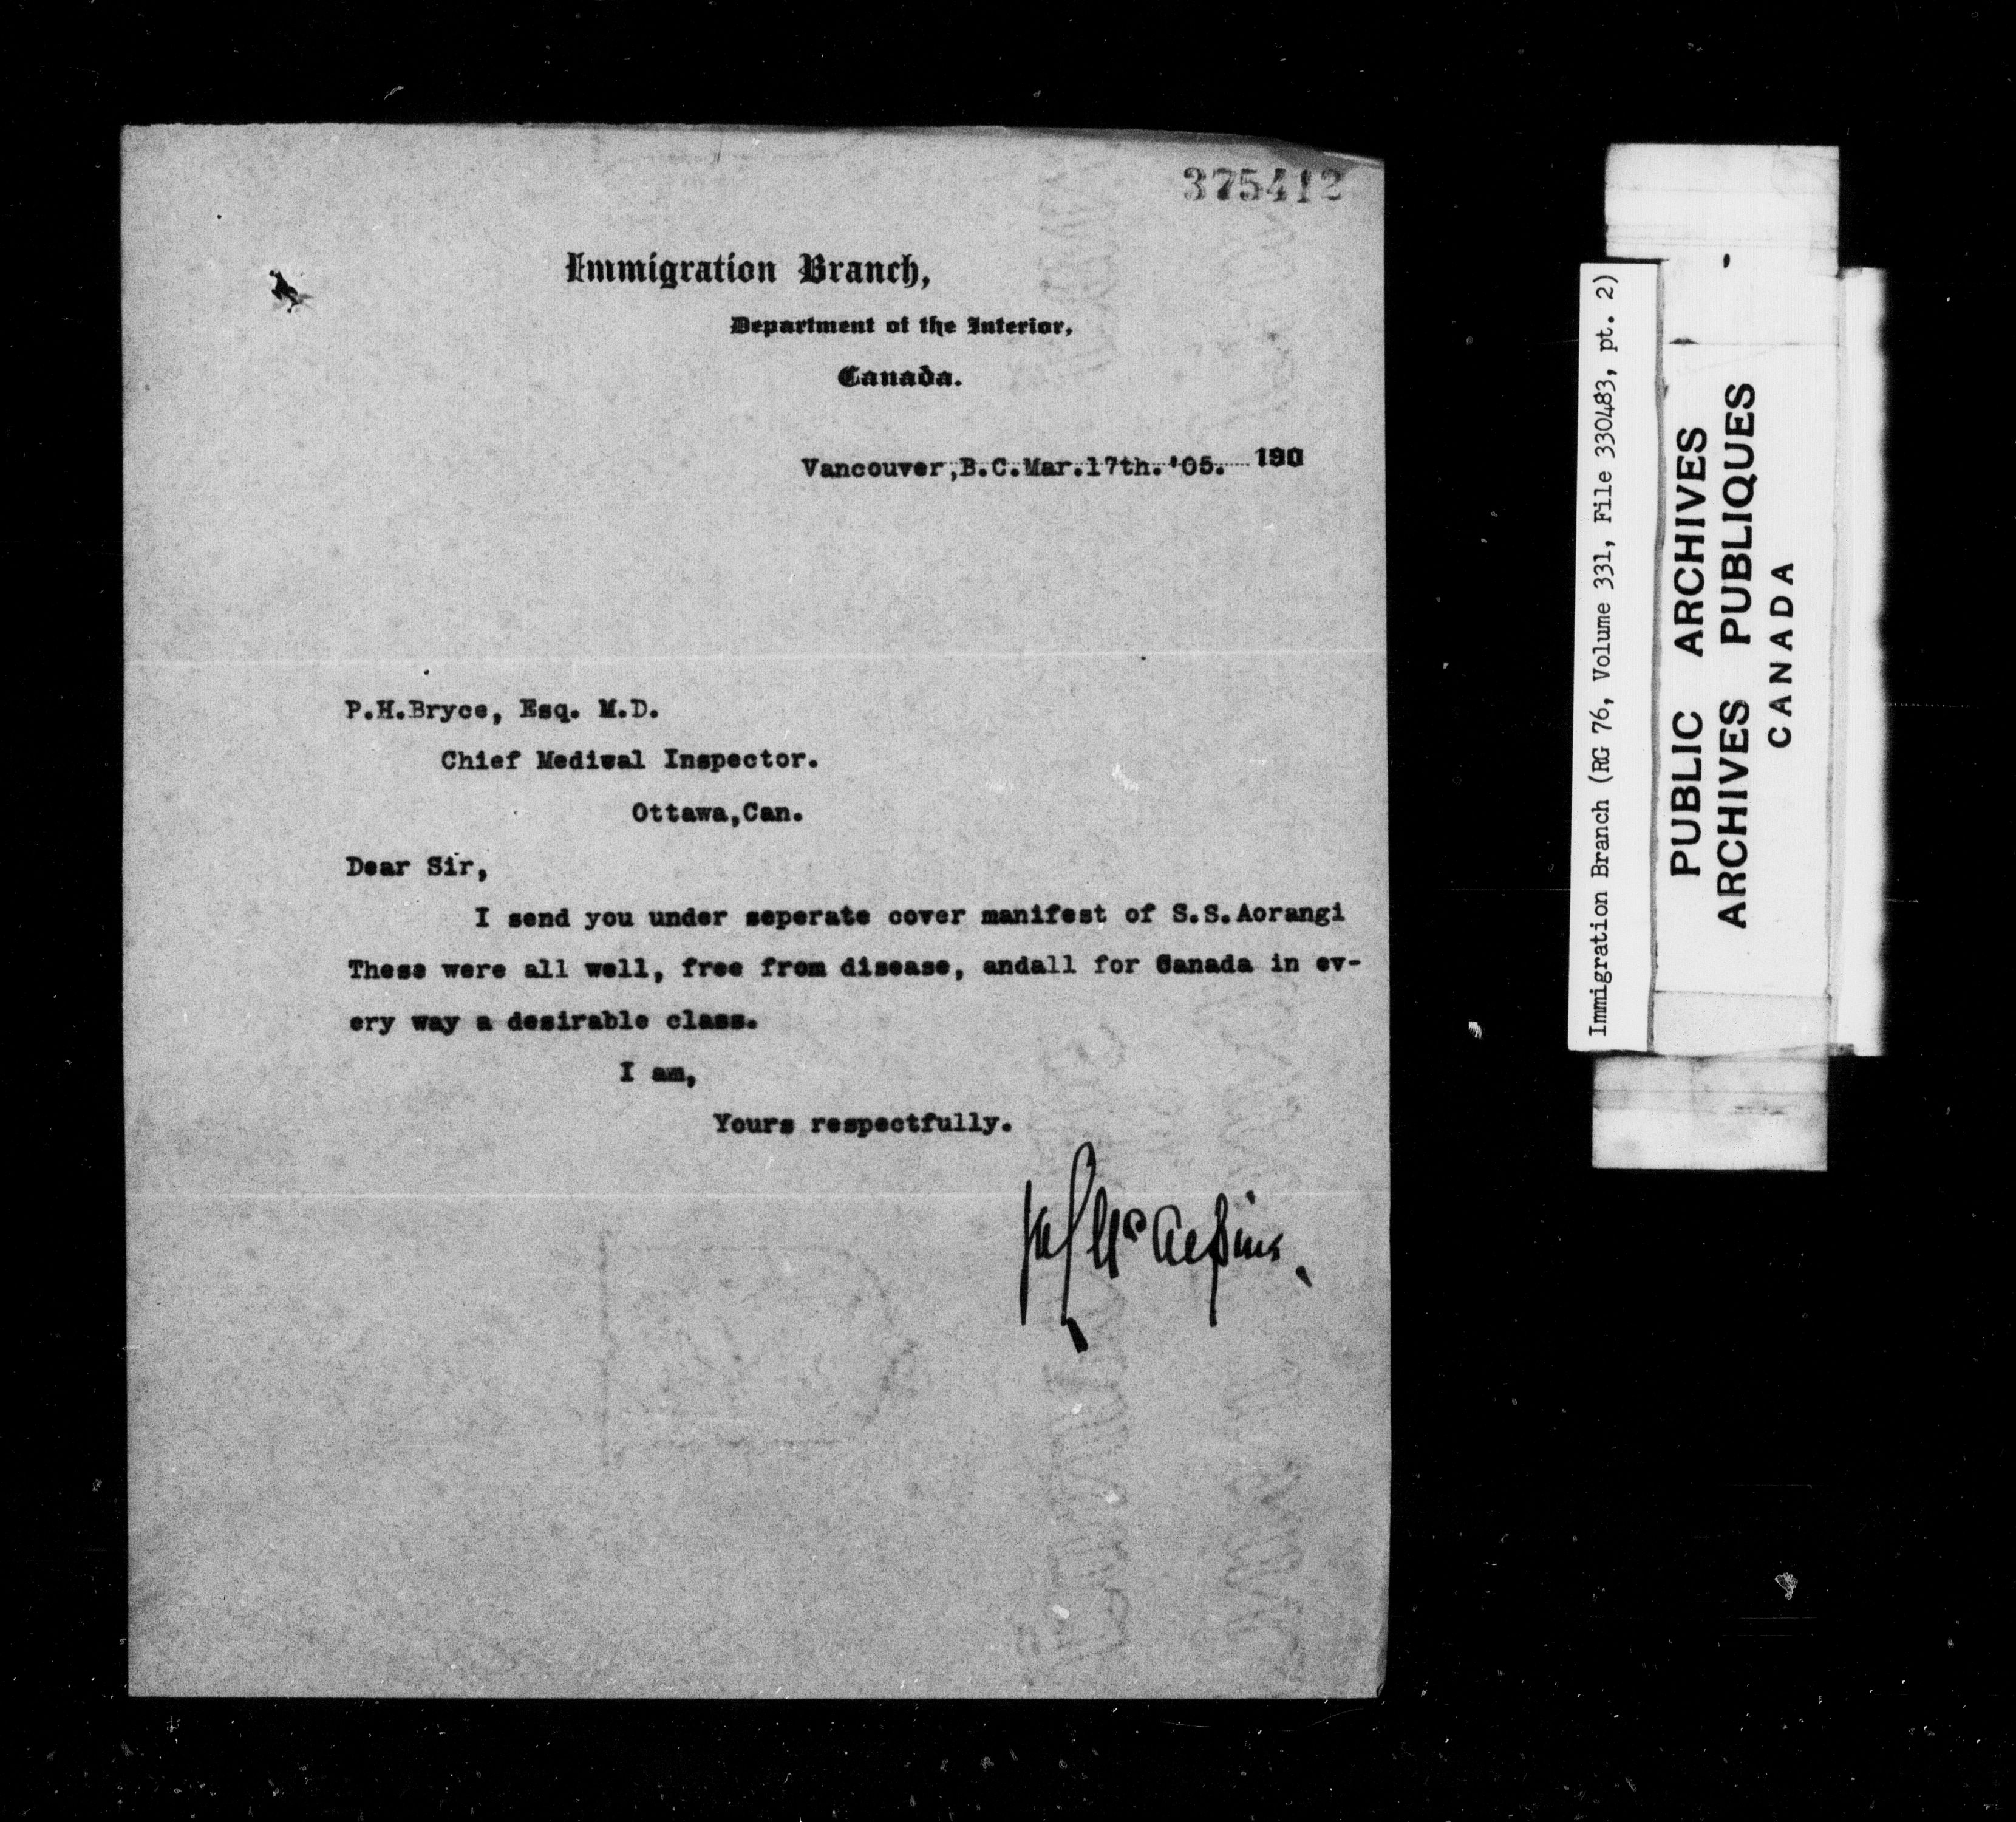 375412
Immigration Branch,
Department of the Interior,
Canada.
Vancouver,B.C.Mar.17th.'05. 190
P.H.Bryce, Esq. M.D.
Chief Mediwal Inspector.
Ottawa,Can.
Dear Sir,
I send you under seperate cover manifest of S.S.Aorangi
These were all well, free from disease, andall for Canada in ev-
ery way a desirable class.
I am,
Yours respectfully.
McAlpine
Immigration Branch (RG 76, Volume 331, File 330483, pt. 2)
PUBLIC ARCHIVES
ARCHIVES PUBLIQUES
CANADA